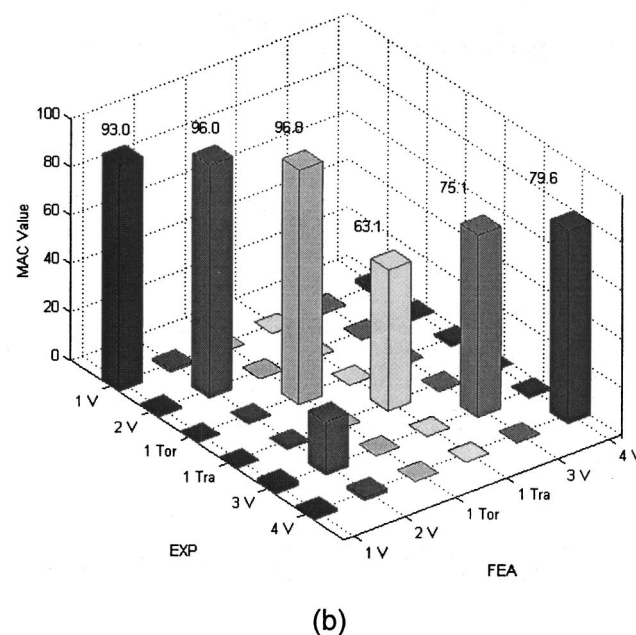 100
80
60
40
20
0
MAC Value
93.0
96.0
96.8
63.1
75.1
79.6
1 V
2 V
1 Tor
1 Tra
3 V
4 V
EXP
1 V
2 V
1 Tor
1 Tra
3 V
4 V
FEA
(b)